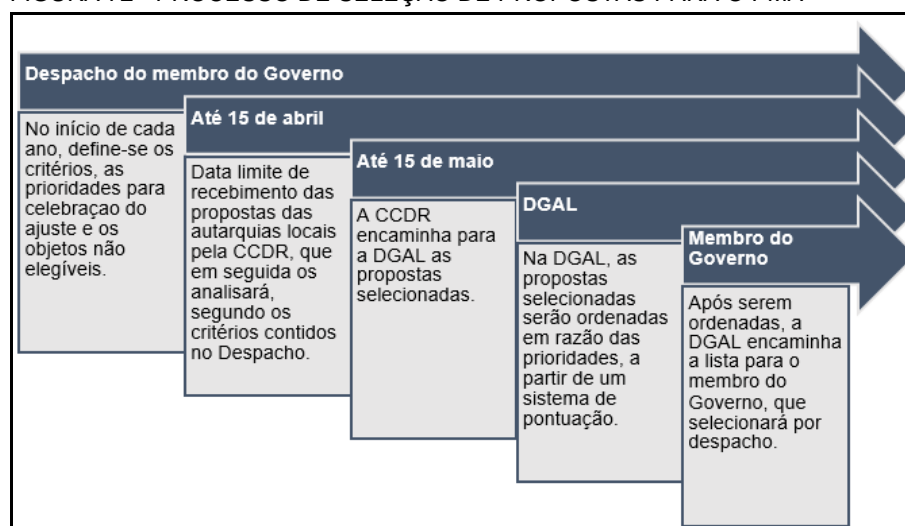 Despacho do membro do Governo
No início de cada
ano, define-se os
critérios, as
prioridades para
celebraçao do
ajuste e os
objetos não
elegíveis.
Até 15 de abril
Data limite de
recebimento das
propostas das
autarquias locais
pela CCDR, que
em seguida os
analisará,
segundo os
critérios contidos
no Despacho.
Até 15 de maio
A CCDR
encaminha para
a DGAL as
propostas
selecionadas.
DGAL
Na DGAL, as
propostas
selecionadas
serão ordenadas
em razão das
prioridades, a
partir de um
sistema de
pontuação.
Membro do
Governo
Após serem
ordenadas, a
DGAL encaminha
a lista para o
membro do
Governo, que
selecionará por
despacho.